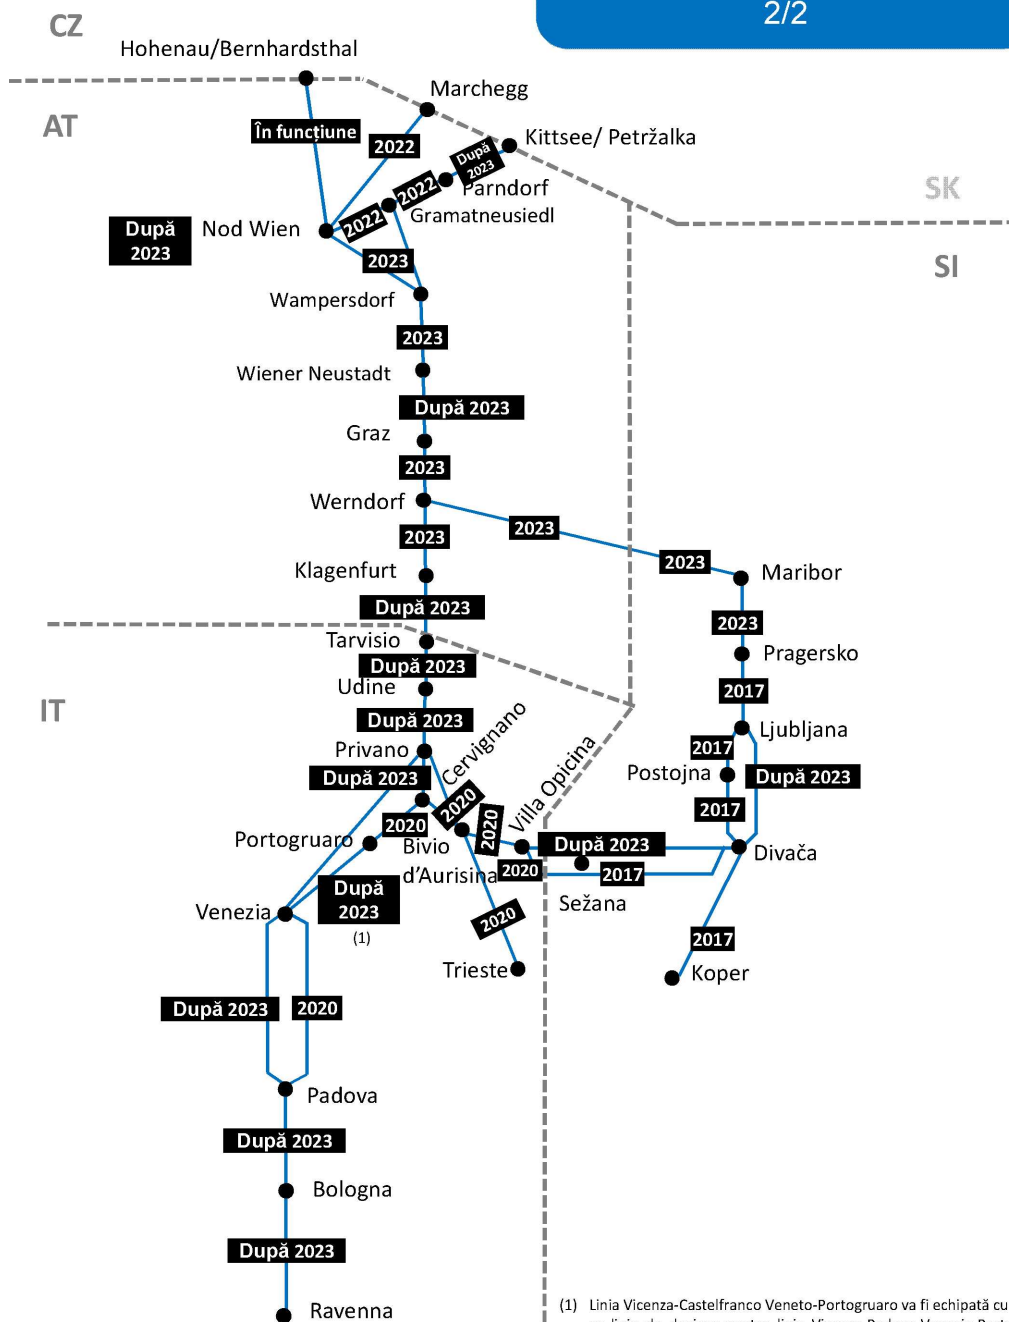 2/2
CZ
Hohenau/Bernhardsthal
Marchegg
AT
În funcțiune
2022
Kittsee/ Petržalka
După 2023
2022
Parndorf
SK
Gramatneusiedl
2022
Nod Wien
După 2023
2023
SI
Wampersdorf
2023
Wiener Neustadt
După 2023
Graz
2023
Werndorf
2023
2023
2023
Klagenfurt
Maribor
După 2023
2023
Tarvisio
Pragersko
După 2023
Udine
2017
IT
După 2023
Cervignano
Ljubljana
Privano
2017
Villa Opicina
Postojna
După 2023
După 2023
2020
2017
2020
2020
Portogruaro
Bivio d'Aurisina
După 2023
Divača
2020
2017
După 2023
(1)
Venezia
Sežana
2020
2017
Trieste
Koper
După 2023
2020
Padova
După 2023
Bologna
După 2023
Ravenna
(1) Linia Vicenza-Castelfranco Veneto-Portogruaro va fi echipată cu